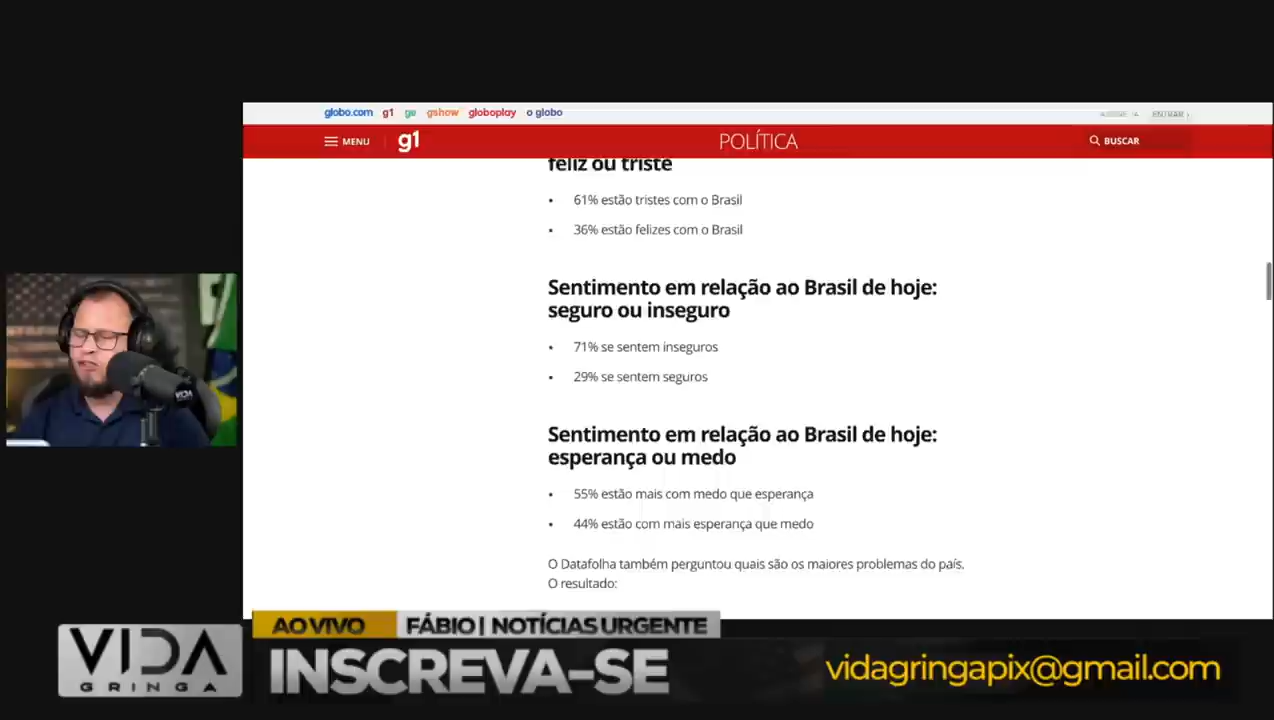 globo.com g1 ge gshow globoplay o globo
ENTRAR ›
MENU g1 POLÍTICA BUSCAR
feliz ou triste
• 61% estão tristes com o Brasil
• 36% estão felizes com o Brasil
Sentimento em relação ao Brasil de hoje:
seguro ou inseguro
• 71% se sentem inseguros
• 29% se sentem seguros
Sentimento em relação ao Brasil de hoje:
esperança ou medo
• 55% estão mais com medo que esperança
• 44% estão com mais esperança que medo
O Datafolha também perguntou quais são os maiores problemas do país.
O resultado:
VIDA
AO VIVO FÁBIO | NOTÍCIAS URGENTE
VIDA
GRINGA
INSCREVA-SE
vidagringapix@gmail.com